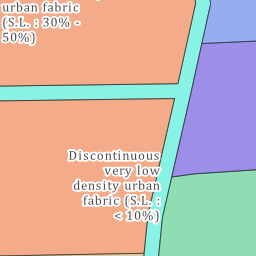 urban fabric
(S.L. : 30% -
50%)
Discontinuous
very low
density urban
fabric (S.L. :
< 10%)